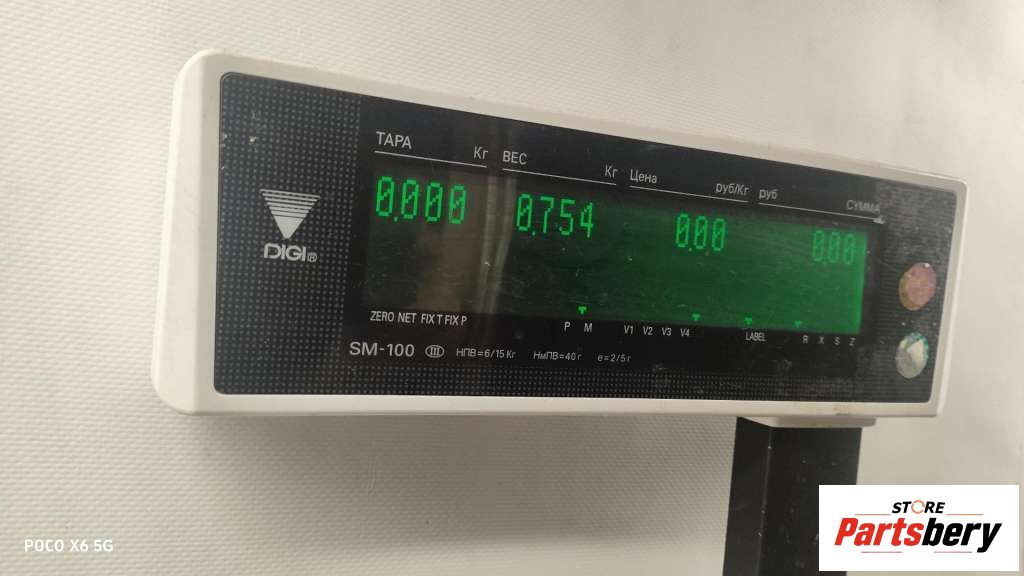 ТАРА Кг ВЕС Кг Цена руб/Кг руб СУММА
0.000 0.754 0.00 0.00
ZERO NET FIX T FIX P P M V1 V2 V3 V4 LABEL R X S Z
SM-100 III НПВ=6/15 Кг НмПВ=40 г e=2/5 г
DIGI®
POCO X6 5G
STORE
Partsbery